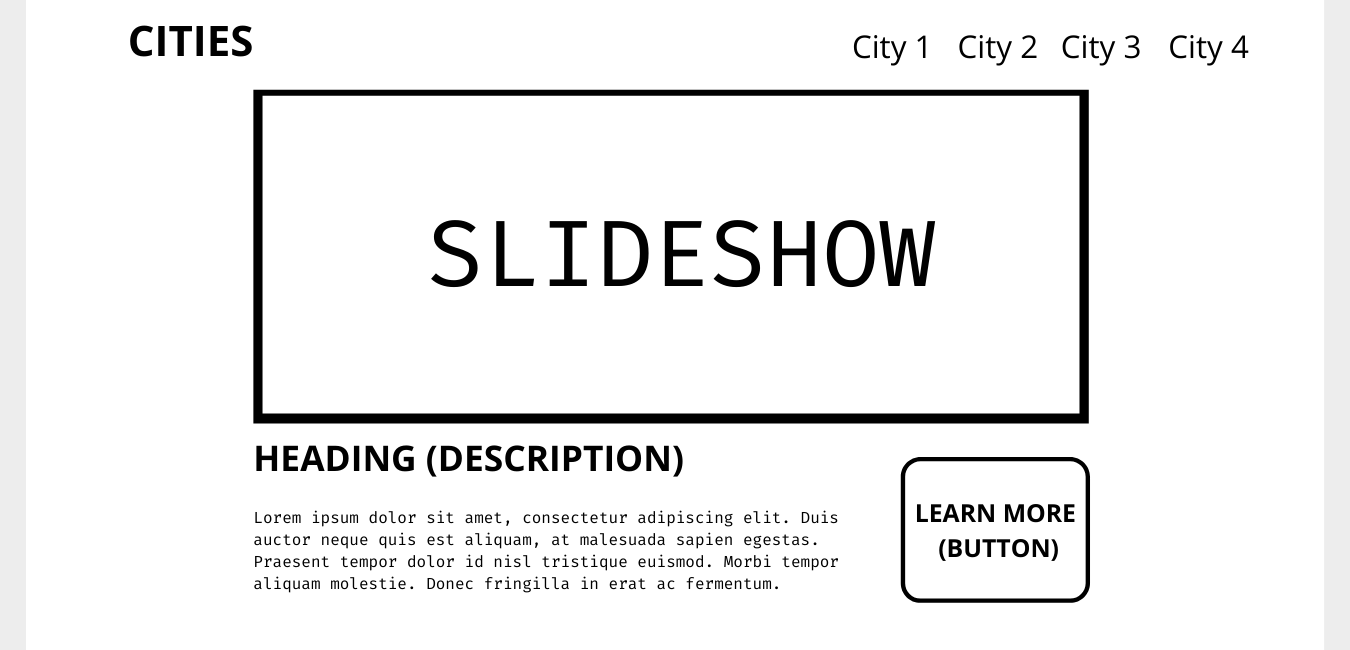 CITIES
City 1 City 2 City 3 City 4
SLIDESHOW
HEADING (DESCRIPTION)
Lorem ipsum dolor sit amet, consectetur adipiscing elit. Duis
auctor neque quis est aliquam, at malesuada sapien egestas.
Praesent tempor dolor id nisl tristique euismod. Morbi tempor
aliquam molestie. Donec fringilla in erat ac fermentum.
LEARN MORE
(BUTTON)